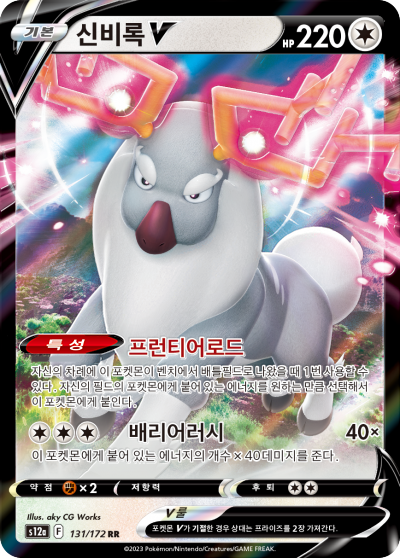 기본 신비록 V HP 220
특성 프런티어로드
자신의 차례에 이 포켓몬이 벤치에서 배틀필드로 나왔을 때 1번 사용할 수
있다. 자신의 필드의 포켓몬에게 붙어 있는 에너지를 원하는 만큼 선택해서
이 포켓몬에게 붙인다.
배리어러시 40×
이 포켓몬에게 붙어 있는 에너지의 개수 × 40데미지를 준다.
약점 ×2 저항력 후퇴
Illus. aky CG Works
V 룰
s12a F 131/172 RR
포켓몬 V가 기절한 경우 상대는 프라이즈를 2장 가져간다.
©2023 Pokémon/Nintendo/Creatures/GAME FREAK.